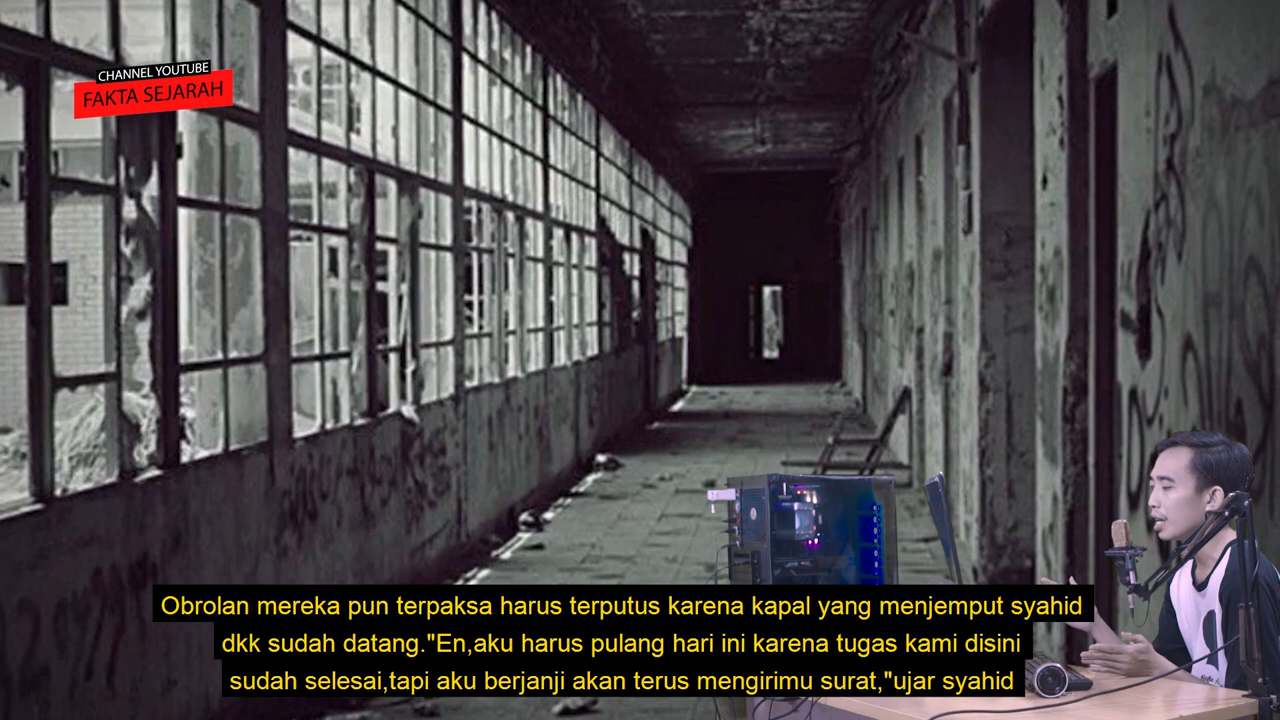 CHANNEL YOUTUBE
FAKTA SEJARAH
Obrolan mereka pun terpaksa harus terputus karena kapal yang menjemput syahid
dkk sudah datang."En,aku harus pulang hari ini karena tugas kami disini
sudah selesai,tapi aku berjanji akan terus mengirimu surat,"ujar syahid